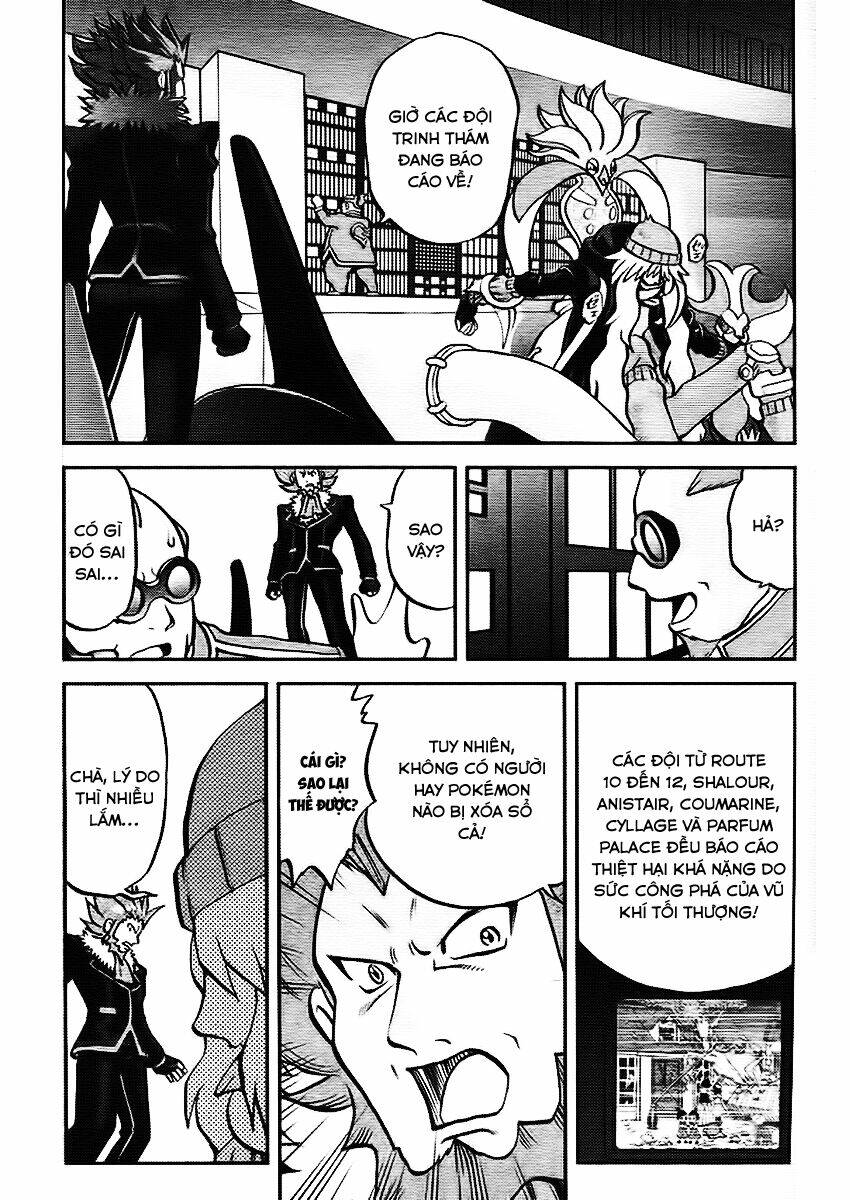 GIỜ CÁC ĐỘI
TRINH THÁM
ĐANG BÁO
CÁO VỀ!
HẢ?
SAO
VẬY?
CÓ GÌ
ĐÓ SAI
SAI...
CÁC ĐỘI TỪ ROUTE
10 ĐẾN 12, SHALOUR,
ANISTAIR, COUMARINE,
CYLLAGE VÀ PARFUM
PALACE ĐỀU BÁO CÁO
THIỆT HẠI KHÁ NẶNG DO
SỨC CÔNG PHÁ CỦA VŨ
KHÍ TỐI THƯỢNG!
TUY NHIÊN,
KHÔNG CÓ NGƯỜI
HAY POKÉMON
NÀO BỊ XÓA SỔ
CẢ!
CÁI GÌ?
SAO LẠI
THẾ ĐƯỢC?
CHÀ, LÝ DO
THÌ NHIỀU
LẮM...